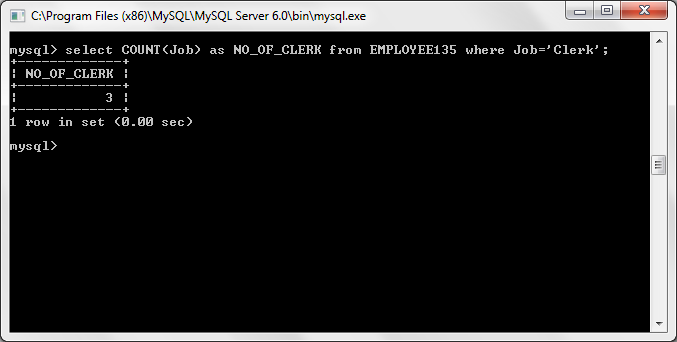 C:\Program Files (x86)\MySQL\MySQL Server 6.0\bin\mysql.exe
mysql> select COUNT(Job) as NO_OF_CLERK from EMPLOYEE135 where Job='Clerk';
+-------------+
¦ NO_OF_CLERK ¦
+-------------+
¦           3 ¦
+-------------+
1 row in set (0.00 sec)
mysql>